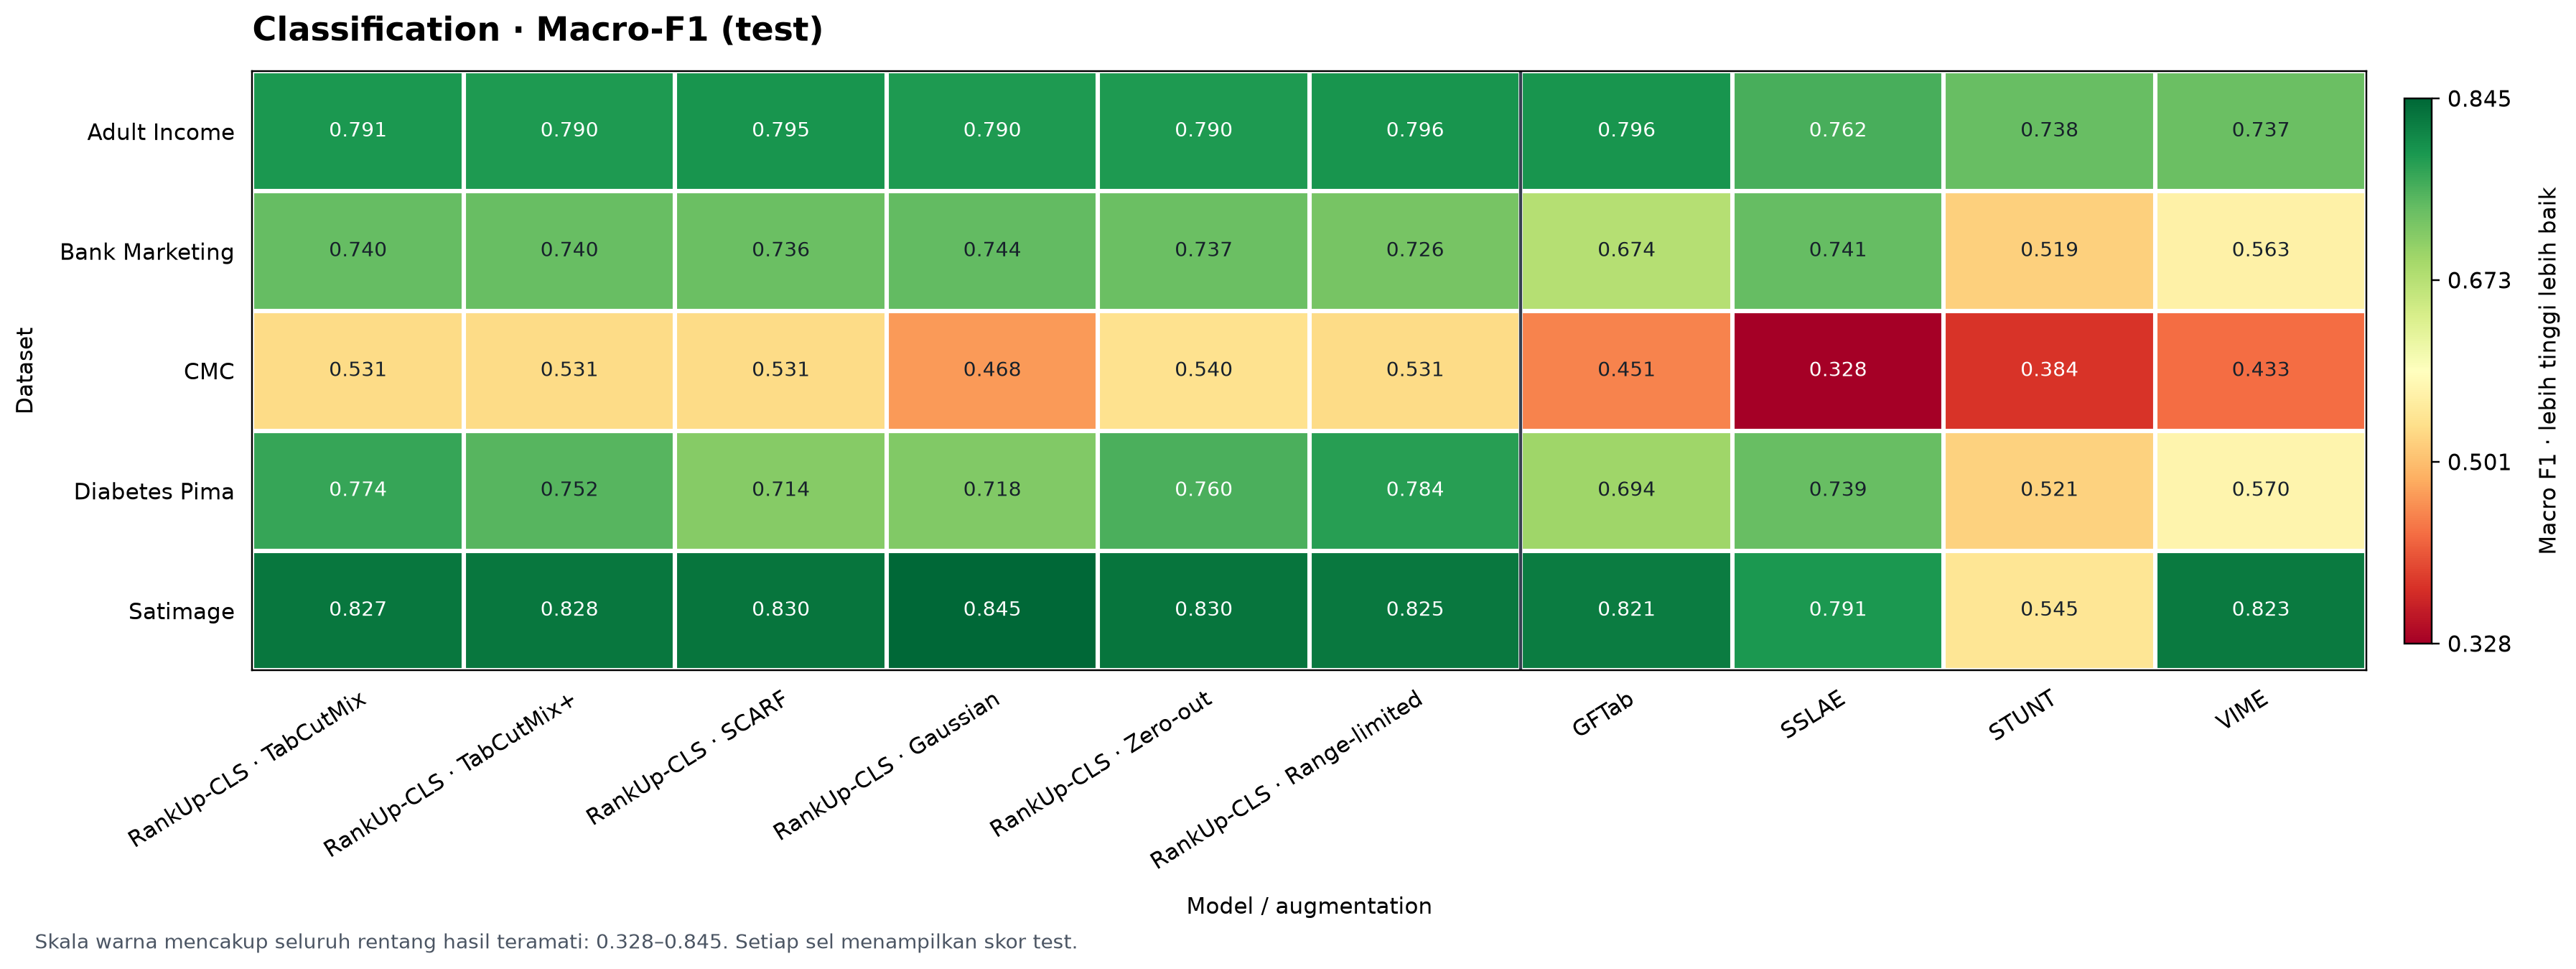 Classification · Macro-F1 (test)
Dataset
Adult Income 0.791 0.790 0.795 0.790 0.790 0.796 0.796 0.762 0.738 0.737
Bank Marketing 0.740 0.740 0.736 0.744 0.737 0.726 0.674 0.741 0.519 0.563
CMC 0.531 0.531 0.531 0.468 0.540 0.531 0.451 0.328 0.384 0.433
Diabetes Pima 0.774 0.752 0.714 0.718 0.760 0.784 0.694 0.739 0.521 0.570
Satimage 0.827 0.828 0.830 0.845 0.830 0.825 0.821 0.791 0.545 0.823
RankUp-CLS · TabCutMix
RankUp-CLS · TabCutMix+
RankUp-CLS · SCARF
RankUp-CLS · Gaussian
RankUp-CLS · Zero-out
RankUp-CLS · Range-limited
GFTab
SSLAE
STUNT
VIME
Model / augmentation
0.845
0.673
0.501
0.328
Macro F1 · lebih tinggi lebih baik
Skala warna mencakup seluruh rentang hasil teramati: 0.328–0.845. Setiap sel menampilkan skor test.